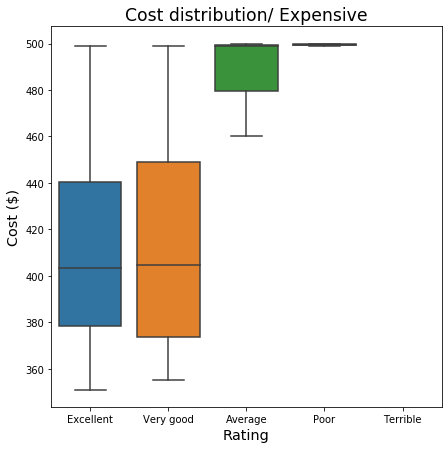 Cost distribution/ Expensive
500
480
460
440
420
400
380
360
Cost ($)
Excellent Very good Average Poor Terrible
Rating